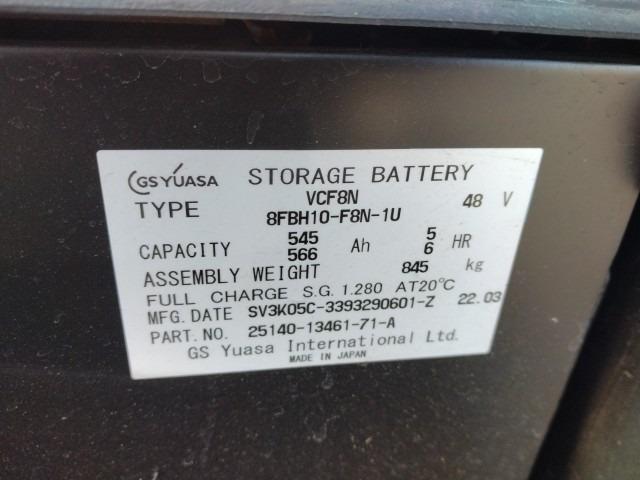 GS YUASA STORAGE BATTERY
VCF8N
TYPE 48 V
8FBH10-F8N-1U
545 5
CAPACITY Ah HR
566 6
ASSEMBLY WEIGHT 845 kg
FULL CHARGE S.G. 1.280 AT20℃
MFG. DATE SV3K05C-3393290601-Z 22.03
PART. NO. 25140-13461-71-A
GS Yuasa International Ltd.
MADE IN JAPAN